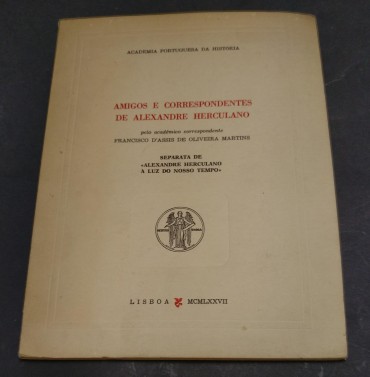 ACADEMIA PORTUGUESA DA HISTÓRIA
AMIGOS E CORRESPONDENTES
DE ALEXANDRE HERCULANO
pelo académico correspondente
FRANCISCO D'ASSIS DE OLIVEIRA MARTINS
SEPARATA DE
«ALEXANDRE HERCULANO
À LUZ DO NOSSO TEMPO»
LISBOA MCMLXXVII